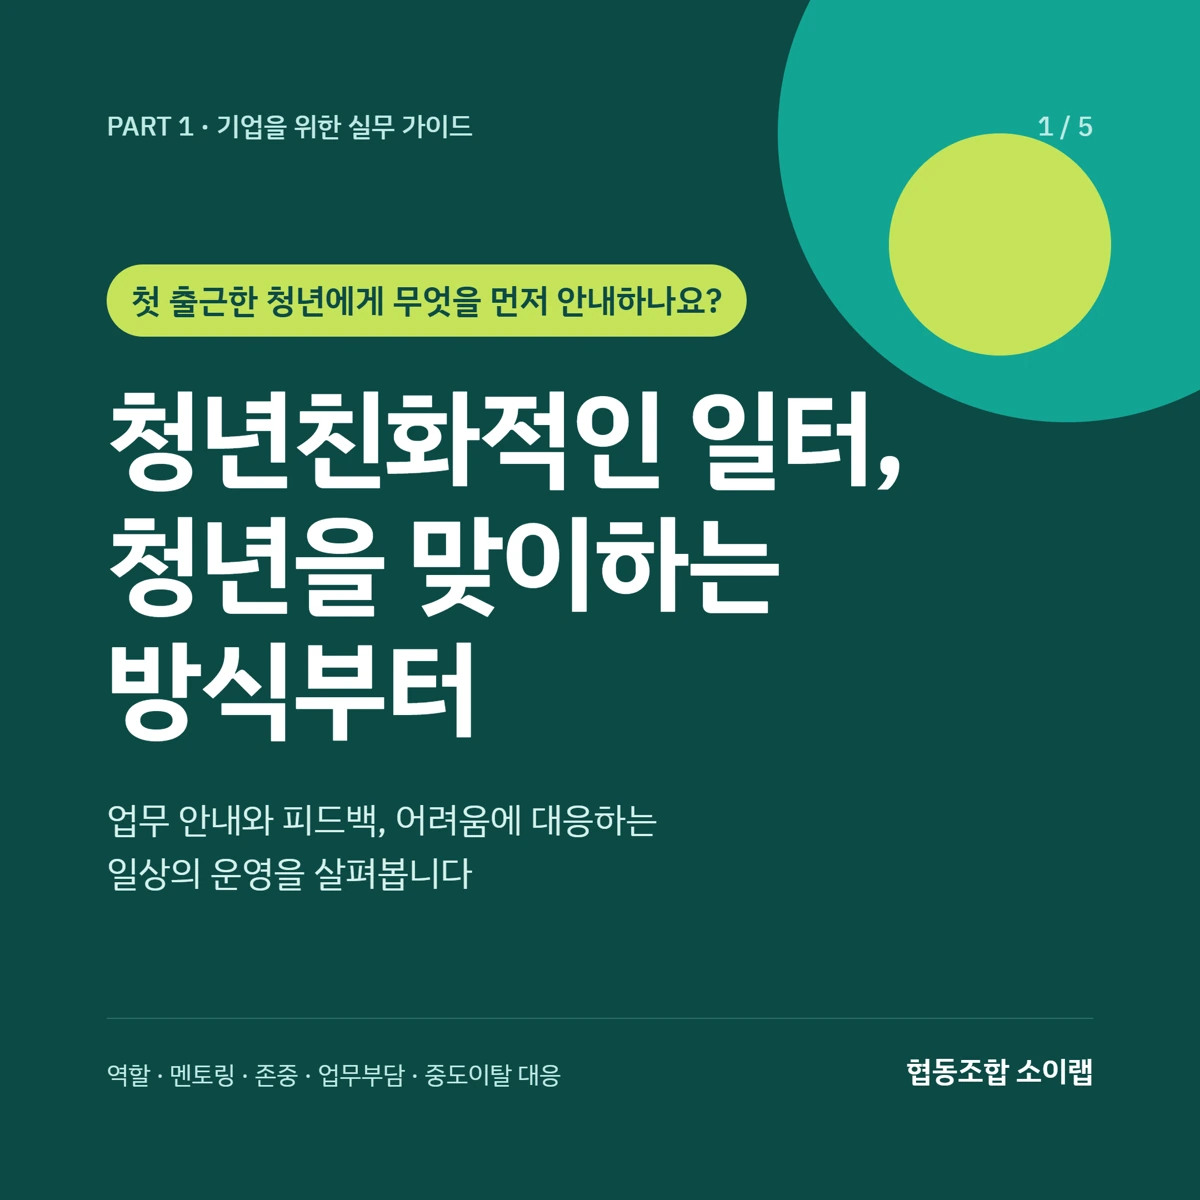 PART 1 · 기업을 위한 실무 가이드
1 / 5
첫 출근한 청년에게 무엇을 먼저 안내하나요?
청년친화적인 일터,
청년을 맞이하는
방식부터
업무 안내와 피드백, 어려움에 대응하는
일상의 운영을 살펴봅니다
역할 · 멘토링 · 존중 · 업무부담 · 중도이탈 대응
협동조합 소이랩